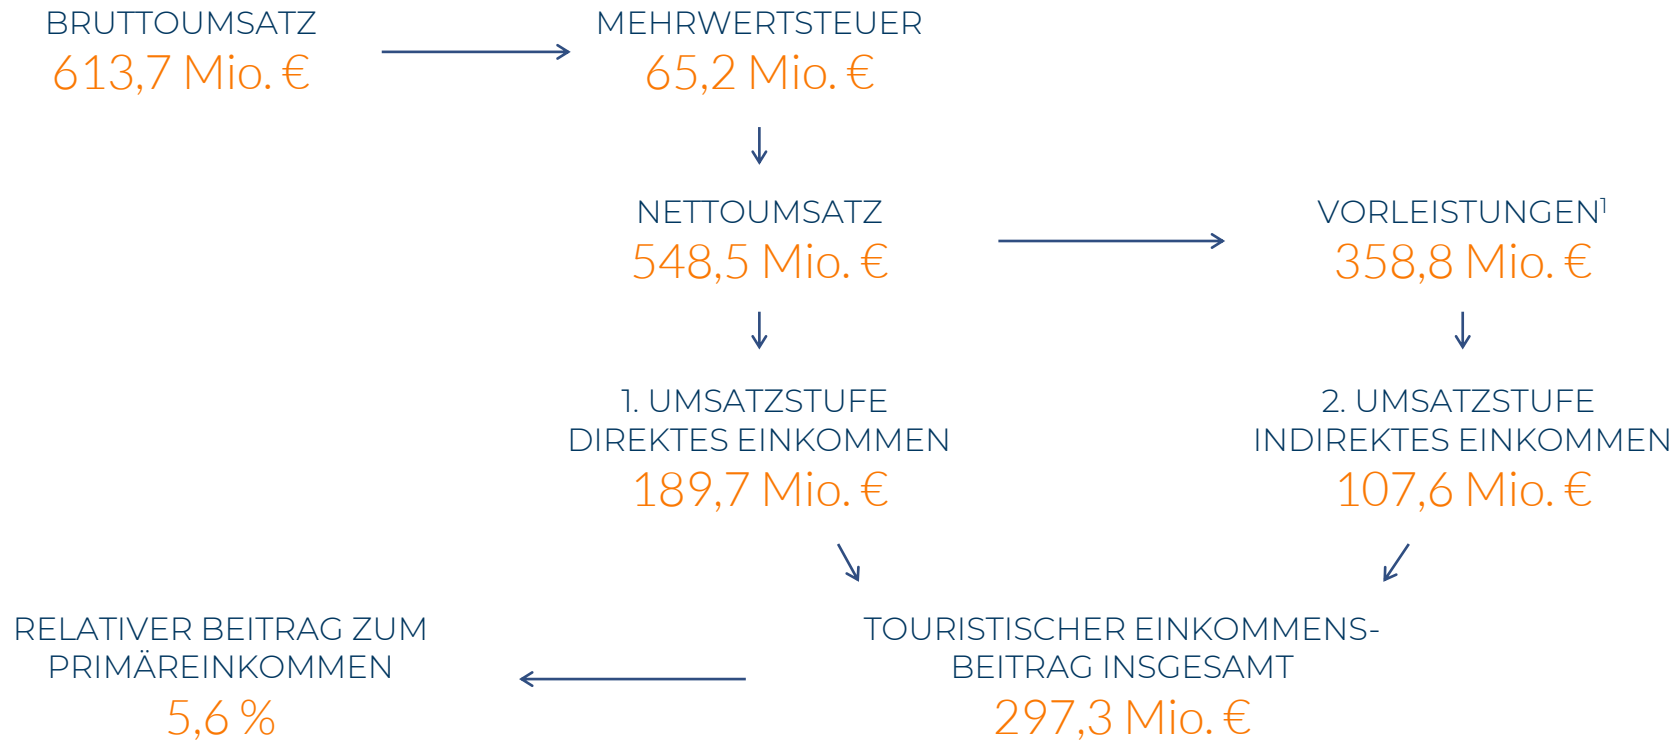 BRUTTOUMSATZ
613,7 Mio. €
MEHRWERTSTEUER
65,2 Mio. €
NETTOUMSATZ
548,5 Mio. €
VORLEISTUNGEN¹
358,8 Mio. €
1. UMSATZSTUFE
DIREKTES EINKOMMEN
189,7 Mio. €
2. UMSATZSTUFE
INDIREKTES EINKOMMEN
107,6 Mio. €
RELATIVER BEITRAG ZUM
PRIMÄREINKOMMEN
5,6 %
TOURISTISCHER EINKOMMENS-
BEITRAG INSGESAMT
297,3 Mio. €